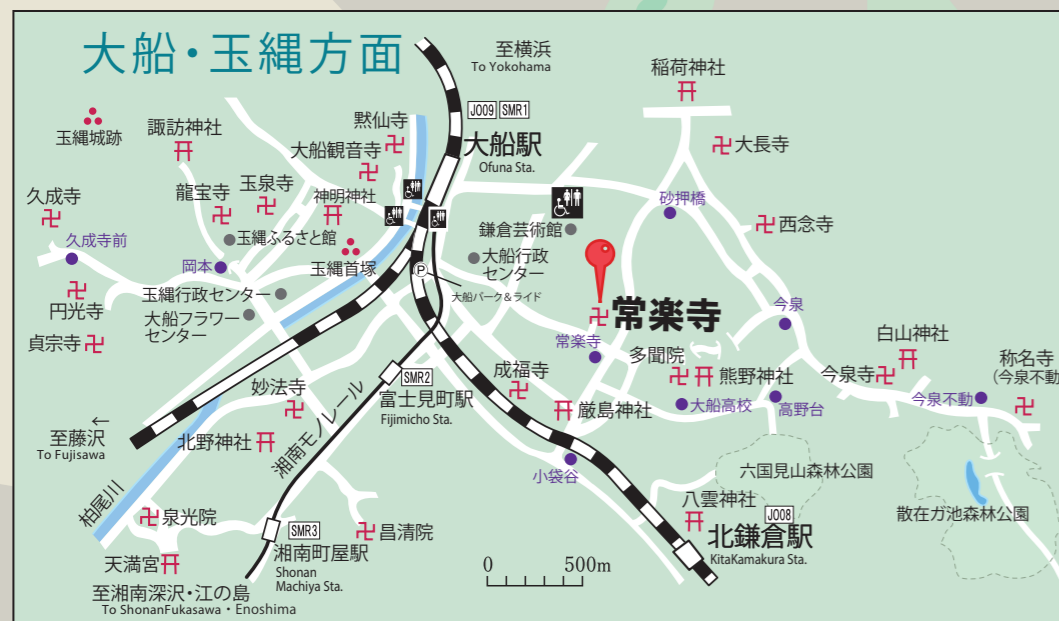 大船・玉縄方面
至横浜
To Yokohama
稲荷神社
JO09 SMR1
大船駅
Ofuna Sta.
黙仙寺
大船観音寺
神明神社
諏訪神社
玉縄城跡
玉泉寺
龍宝寺
久成寺
久成寺前
玉縄ふるさと館
玉縄首塚
岡本
円光寺
貞宗寺
玉縄行政センター
大船フラワー
センター
大長寺
砂押橋
西念寺
鎌倉芸術館
大船行政
センター
P
大船パーク&ライド
常楽寺
常楽寺
今泉
白山神社
多聞院
熊野神社
今泉寺
称名寺
(今泉不動
今泉不動
大船高校
高野台
成福寺
厳島神社
SMR2
富士見町駅
Fijimicho Sta.
妙法寺
北野神社
湘南モノレール
←
至藤沢
To Fujisawa
柏尾川
小袋谷
六国見山森林公園
散在ガ池森林公園
八雲神社
JO08
北鎌倉駅
KitaKamakura Sta.
泉光院
天満宮
昌清院
SMR3
湘南町屋駅
Shonan
Machiya Sta.
至湘南深沢・江の島
To ShonanFukasawa・Enoshima
0 500m